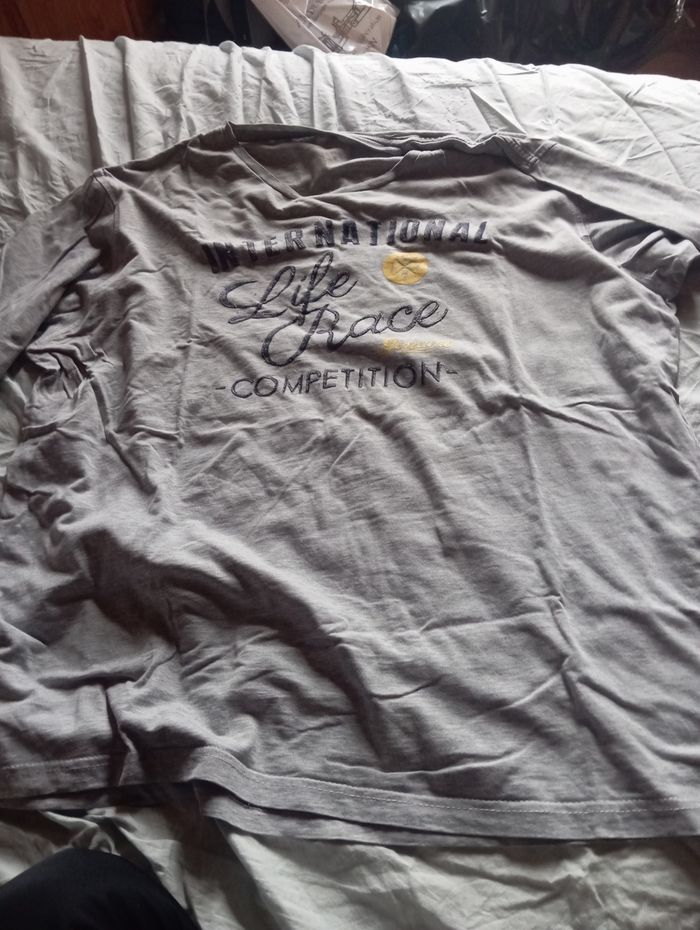 INTERNATIONAL
Life
Race
-COMPETITION-